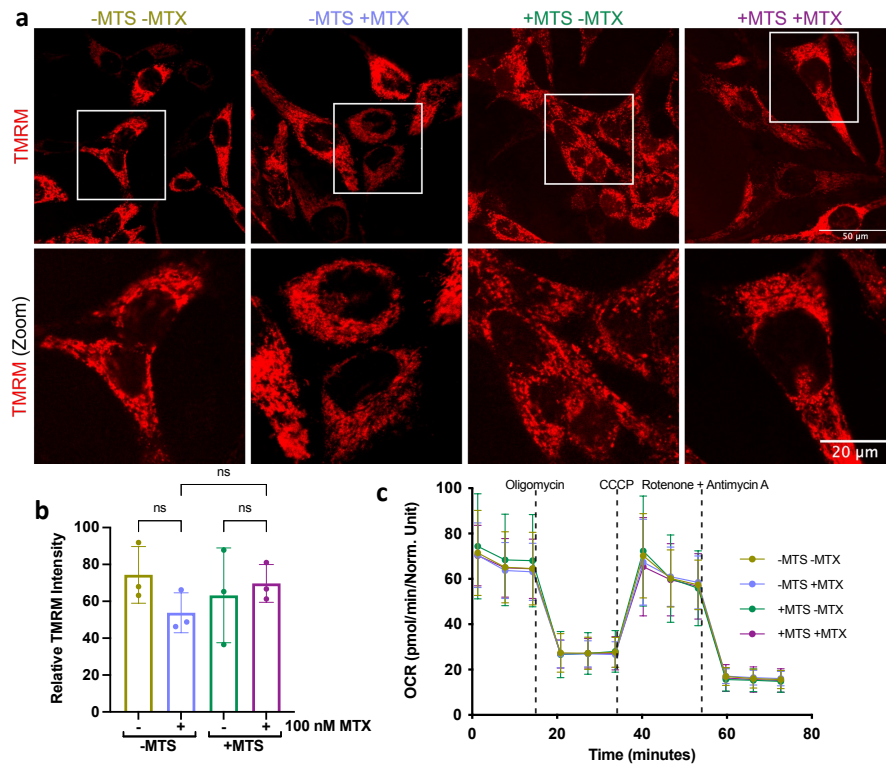 a
-MTS -MTX
-MTS +MTX
+MTS -MTX
+MTS +MTX
TMRM
50 µm
TMRM (Zoom)
20 µm
b
ns
ns
ns
Relative TMRM Intensity
100
80
60
40
20
0
- + - + 100 nM MTX
-MTS +MTS
c
Oligomycin CCCP Rotenone + Antimycin A
OCR (pmol/min/Norm. Unit)
100
80
60
40
20
0
0 20 40 60 80
Time (minutes)
-MTS -MTX
-MTS +MTX
+MTS -MTX
+MTS +MTX